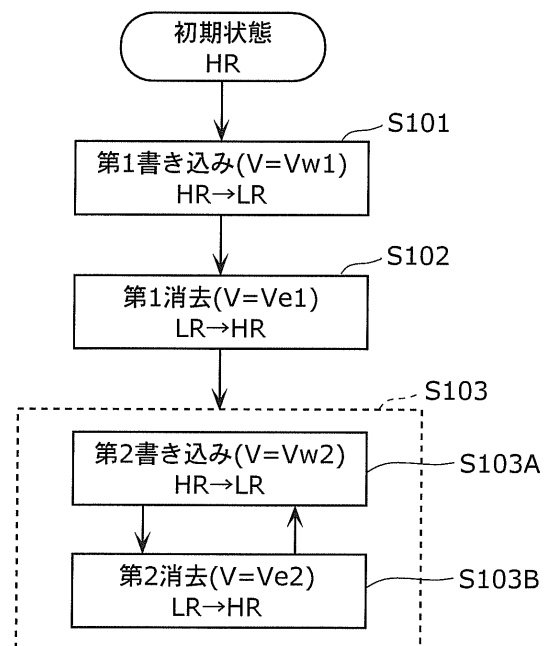 初期状態
HR
S101
第1書き込み(V=Vw1)
HR→LR
S102
第1消去(V=Ve1)
LR→HR
S103
第2書き込み(V=Vw2)
HR→LR
S103A
第2消去(V=Ve2)
LR→HR
S103B